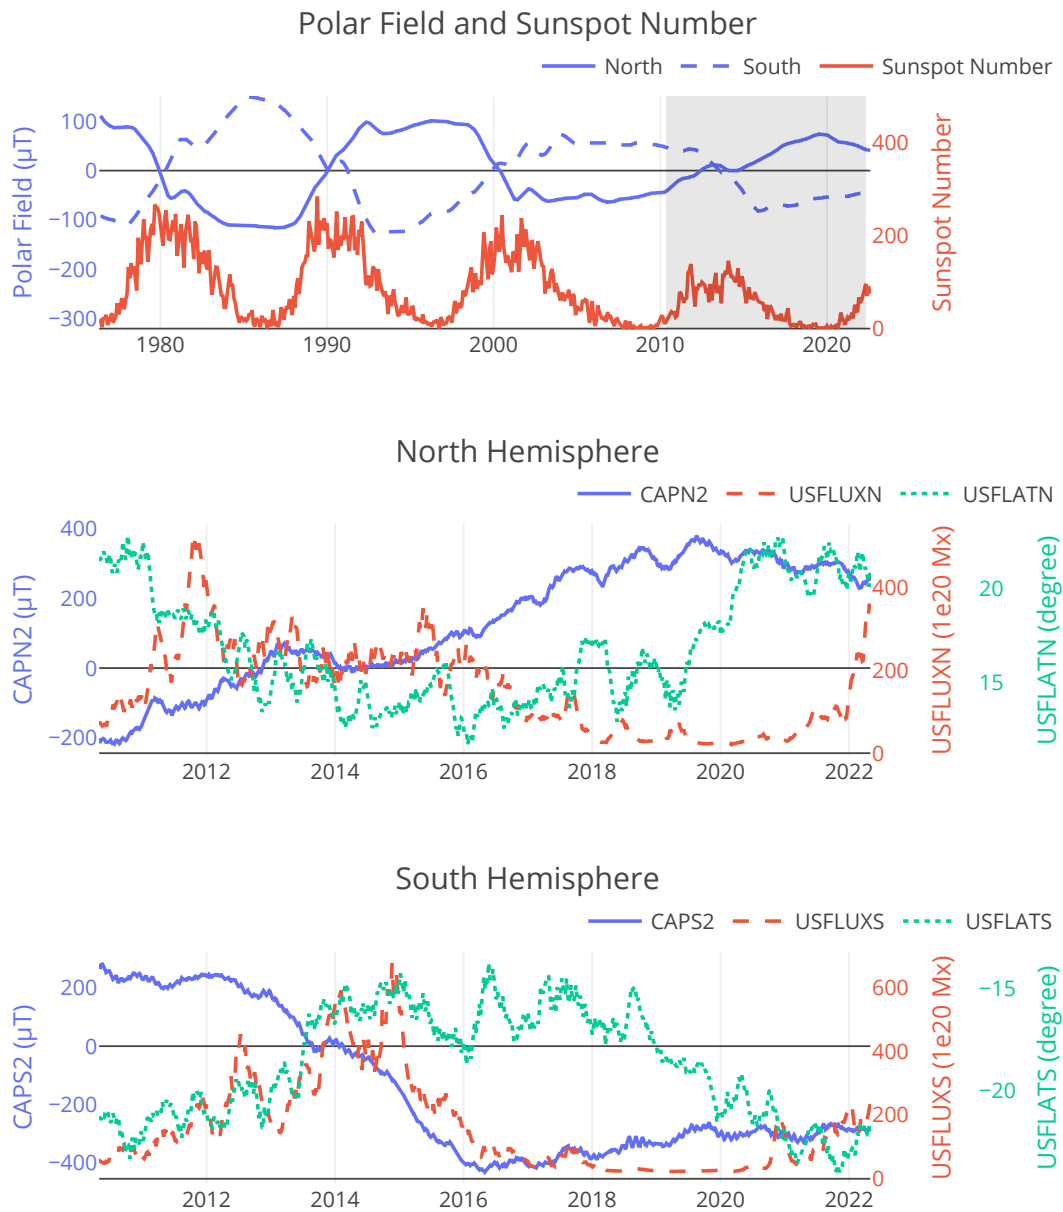 Polar Field and Sunspot Number
North South Sunspot Number
100
0
−100
−200
−300
Polar Field (μT)
400
200
0
Sunspot Number
1980 1990 2000 2010 2020
North Hemisphere
CAPN2 USFLUXN USFLATN
400
200
0
−200
CAPN2 (μT)
400
200
0
USFLUXN (1e20 Mx)
20
15
USFLATN (degree)
2012 2014 2016 2018 2020 2022
South Hemisphere
CAPS2 USFLUXS USFLATS
200
0
−200
−400
CAPS2 (μT)
600
400
200
0
USFLUXS (1e20 Mx)
−15
−20
USFLATS (degree)
2012 2014 2016 2018 2020 2022